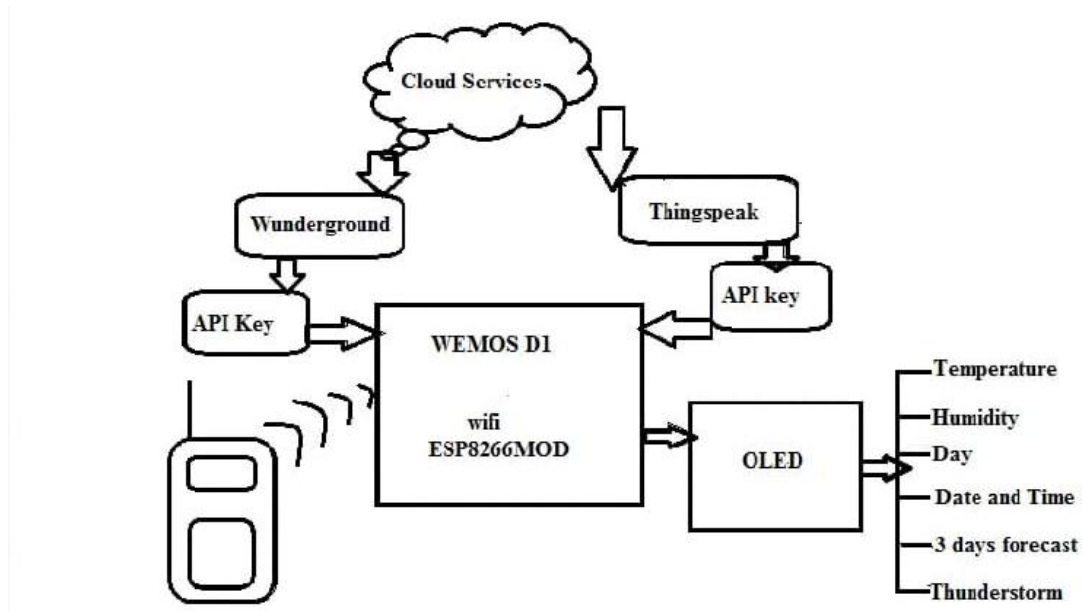 Cloud Services
Wunderground
Thingspeak
API Key
API key
WEMOS D1
wifi
ESP8266MOD
OLED
Temperature
Humidity
Day
Date and Time
3 days forecast
Thunderstorm